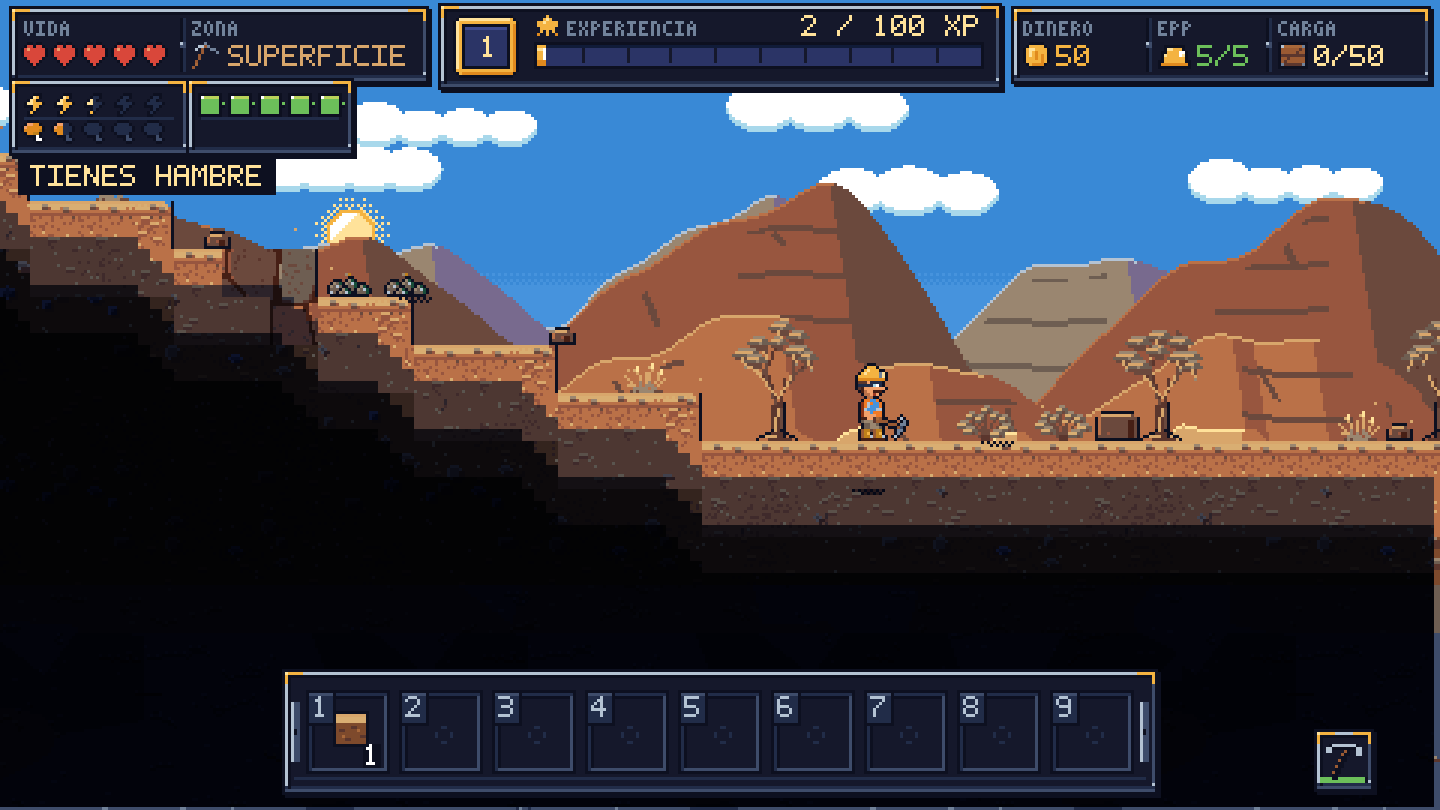 VIDA
ZONA
SUPERFICIE
1
EXPERIENCIA
2 / 100 XP
DINERO
50
EPP
5/5
CARGA
0/50
TIENES HAMBRE
1 2 3 4 5 6 7 8 9
1